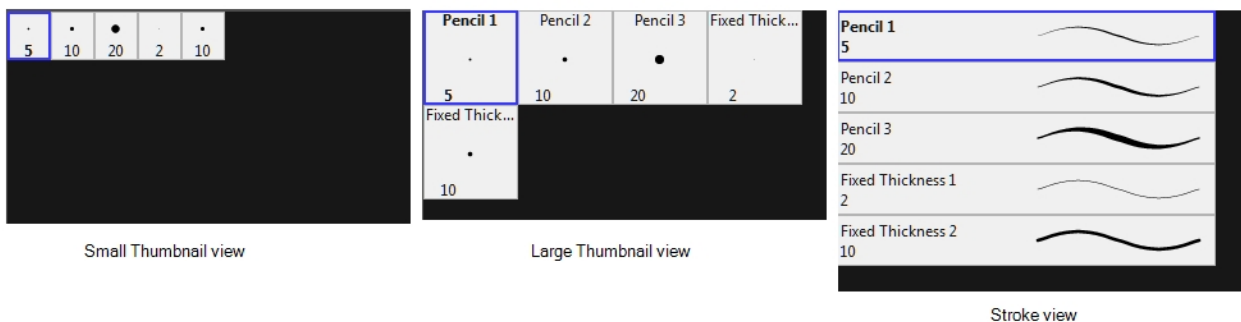 5 10 20 2 10
Small Thumbnail view
Pencil 1 Pencil 2 Pencil 3 Fixed Thick...
5 10 20 2
Fixed Thick...
10
Large Thumbnail view
Pencil 1
5
Pencil 2
10
Pencil 3
20
Fixed Thickness 1
2
Fixed Thickness 2
10
Stroke view